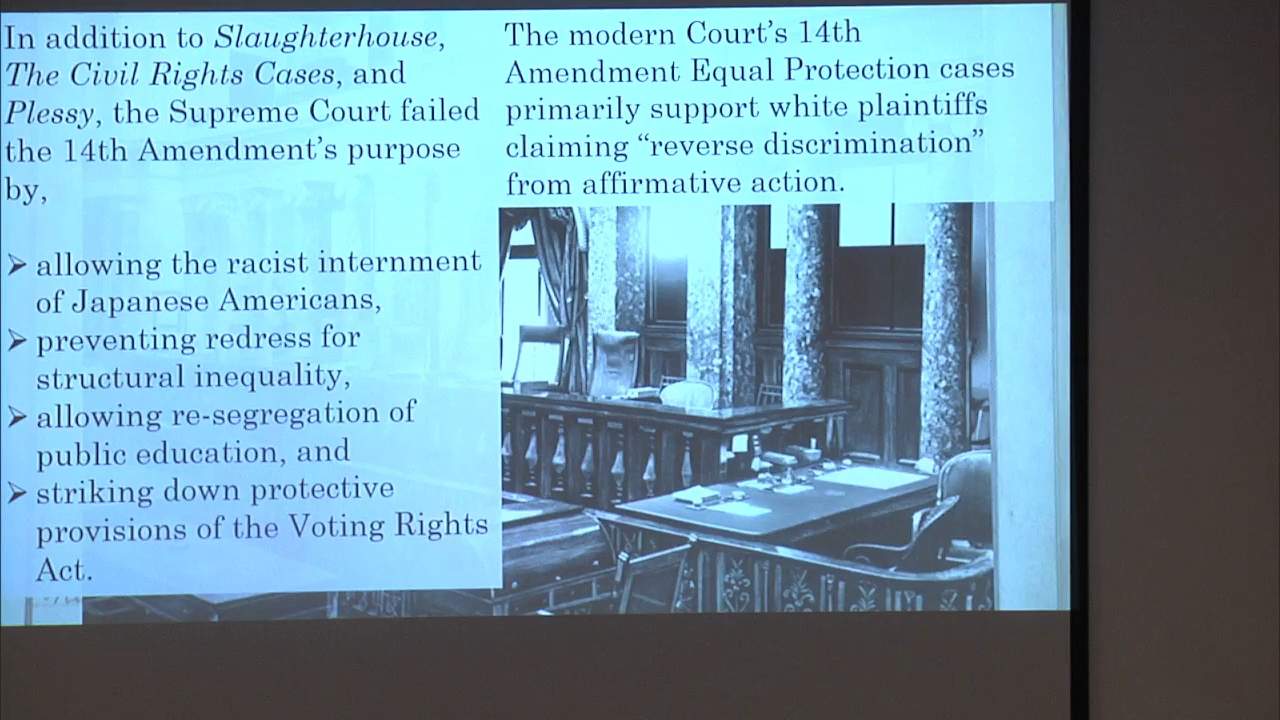 In addition to Slaughterhouse,
The Civil Rights Cases, and
Plessy, the Supreme Court failed
the 14th Amendment's purpose
by,
➢ allowing the racist internment
of Japanese Americans,
➢ preventing redress for
structural inequality,
➢ allowing re-segregation of
public education, and
➢ striking down protective
provisions of the Voting Rights
Act.
The modern Court's 14th
Amendment Equal Protection cases
primarily support white plaintiffs
claiming “reverse discrimination”
from affirmative action.